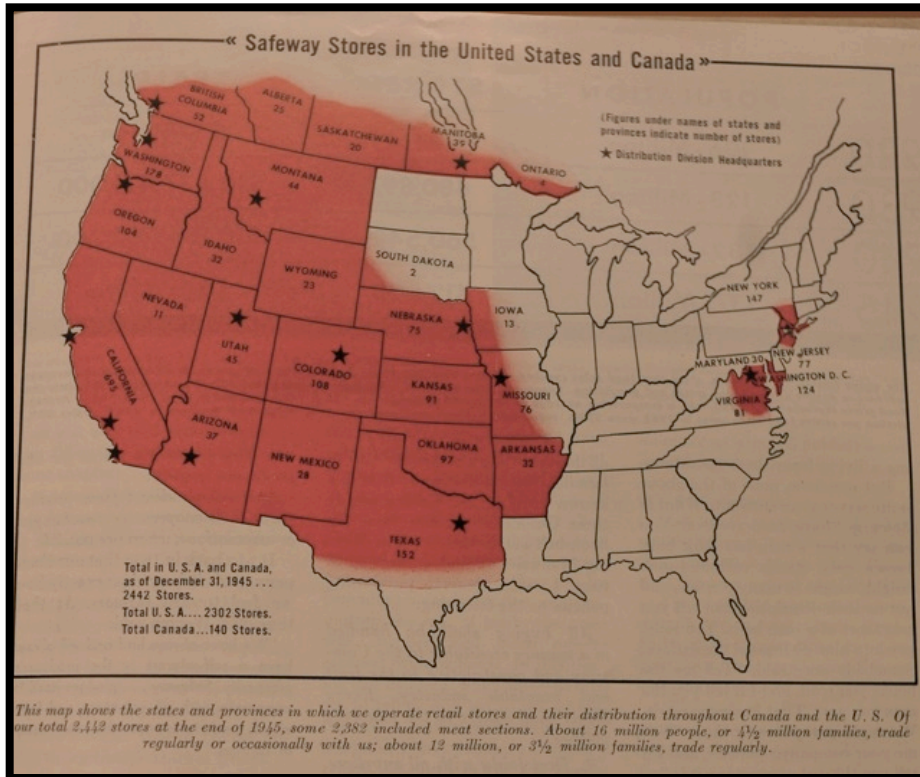 « Safeway Stores in the United States and Canada »
(Figures under names of states and
provinces indicate number of stores)
★ Distribution Division Headquarters
BRITISH
COLUMBIA
52
ALBERTA
25
SASKATCHEWAN
20
MANITOBA
39
ONTARIO
4
WASHINGTON
178
MONTANA
44
OREGON
104
IDAHO
32
WYOMING
23
SOUTH DAKOTA
2
NEVADA
11
UTAH
45
COLORADO
108
NEBRASKA
75
IOWA
13
NEW YORK
147
CALIFORNIA
695
KANSAS
91
MISSOURI
76
MARYLAND 30
NEW JERSEY
77
WASHINGTON D. C.
124
VIRGINIA
81
ARIZONA
37
NEW MEXICO
28
OKLAHOMA
97
ARKANSAS
32
TEXAS
152
Total in U. S. A. and Canada,
as of December 31, 1945 ...
2442 Stores.
Total U. S. A.... 2302 Stores.
Total Canada...140 Stores.
This map shows the states and provinces in which we operate retail stores and their distribution throughout Canada and the U. S. Of
our total 2,442 stores at the end of 1945, some 2,382 included meat sections. About 16 million people, or 4½ million families, trade
regularly or occasionally with us; about 12 million, or 3½ million families, trade regularly.